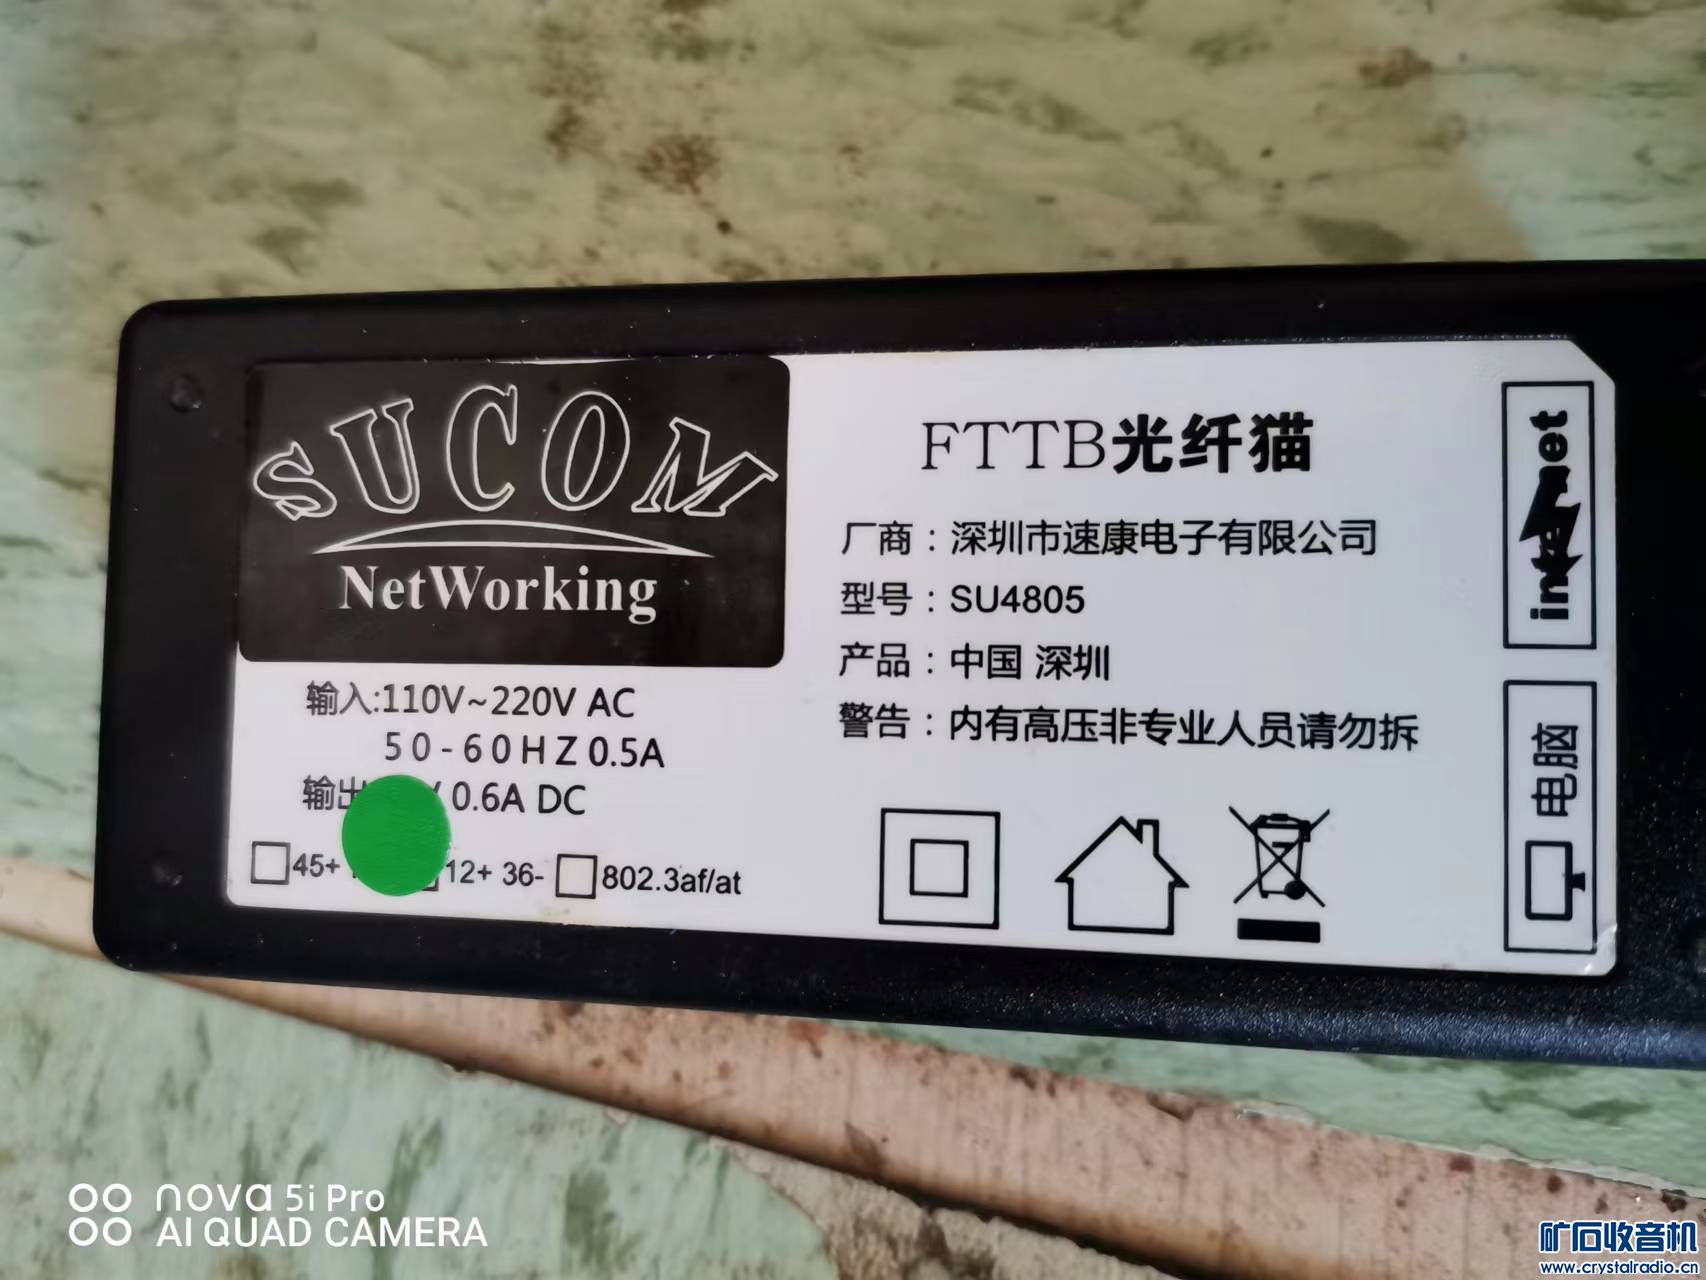 SUCOM
NetWorking
输入:110V~220V AC
50-60HZ 0.5A
输出 0.6A DC
45+
12+ 36-
802.3af/at
FTTB光纤猫
厂商：深圳市速康电子有限公司
型号：SU4805
产品：中国 深圳
警告：内有高压非专业人员请勿拆
internet
电脑
nova 5i Pro
AI QUAD CAMERA
矿石收音机
www.crystalradio.cn